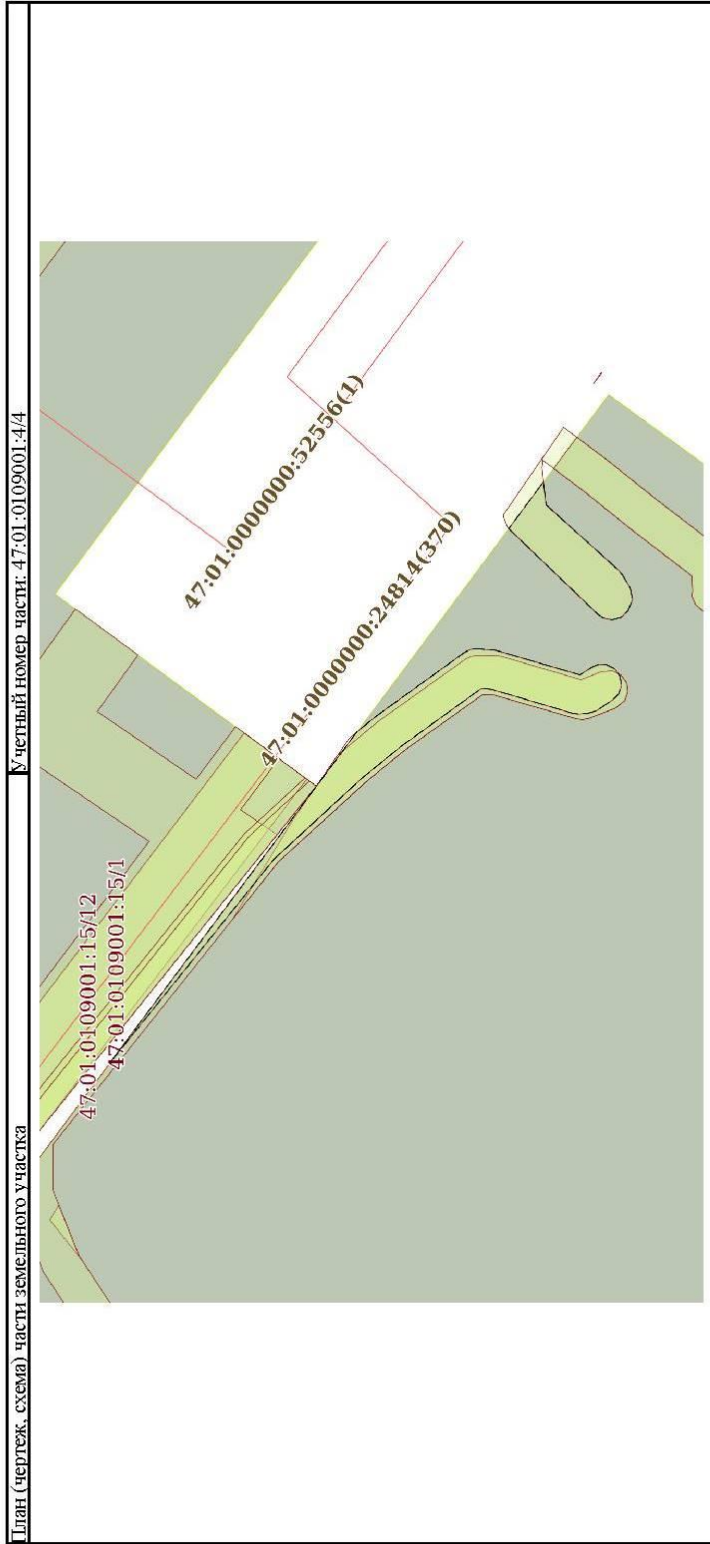 План (чертеж, схема) части земельного участка
Учетный номер части: 47:01:0109001:4/4
47:01:0109001:15/12
47:01:0109001:15/1
47:01:0000000:52556(1)
47:01:0000000:24814(370)